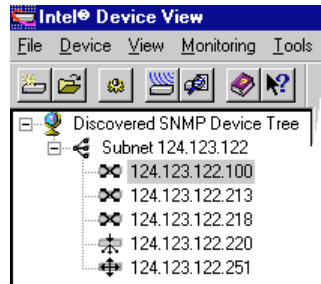 Intel® Device View
File Device View Monitoring Tools
Discovered SNMP Device Tree
Subnet 124.123.122
124.123.122.100
124.123.122.213
124.123.122.218
124.123.122.220
124.123.122.251